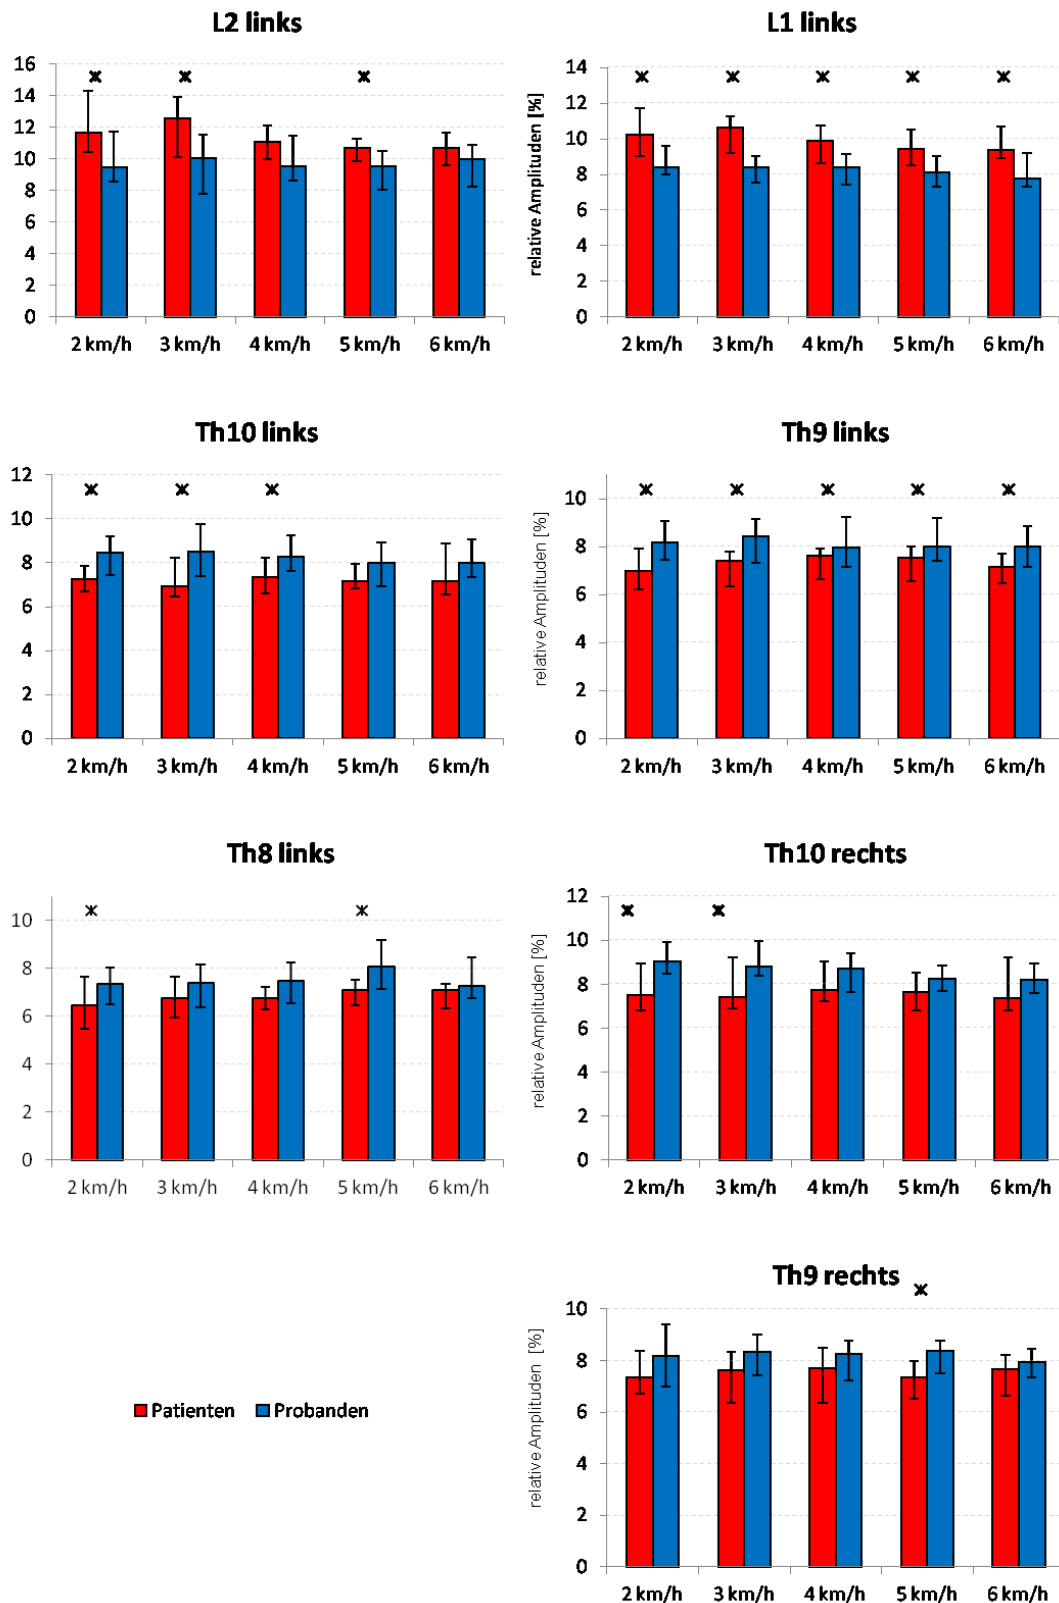 L2 links
16
14
12
10
8
6
4
2
0
* * *
2 km/h 3 km/h 4 km/h 5 km/h 6 km/h
L1 links
relative Amplituden [%]
14
12
10
8
6
4
2
0
* * * * *
2 km/h 3 km/h 4 km/h 5 km/h 6 km/h
Th10 links
12
10
8
6
4
2
0
* * *
2 km/h 3 km/h 4 km/h 5 km/h 6 km/h
Th9 links
relative Amplituden [%]
10
8
6
4
2
0
* * * * *
2 km/h 3 km/h 4 km/h 5 km/h 6 km/h
Th8 links
10
8
6
4
2
0
* *
2 km/h 3 km/h 4 km/h 5 km/h 6 km/h
Th10 rechts
relative Amplituden [%]
12
10
8
6
4
2
0
* *
2 km/h 3 km/h 4 km/h 5 km/h 6 km/h
Patienten Probanden
Th9 rechts
*
relative Amplituden [%]
10
8
6
4
2
0
2 km/h 3 km/h 4 km/h 5 km/h 6 km/h